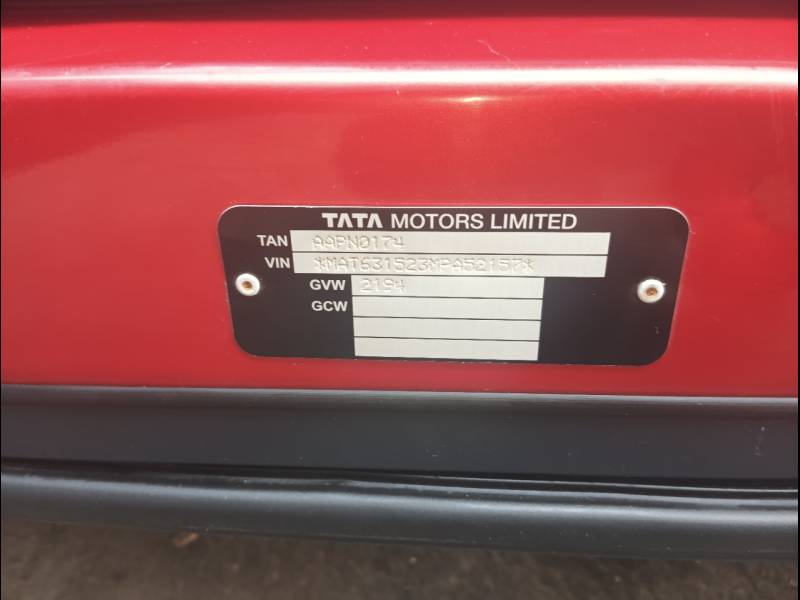 TATA MOTORS LIMITED
TAN AAPN0174
VIN *MAT631523MPA52157*
GVW 2194
GCW